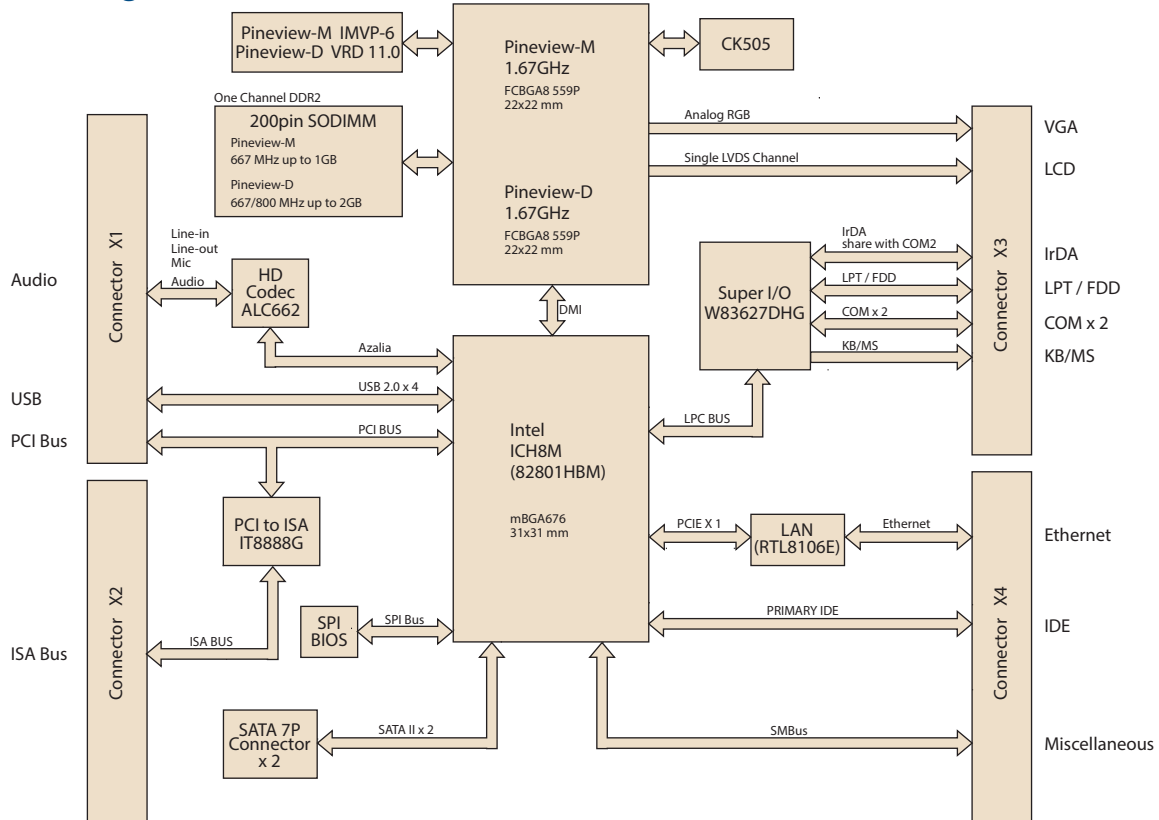 Pineview-M IMVP-6
Pineview-D VRD 11.0
Pineview-M
1.67GHz
FCBGA8 559P
22x22 mm
CK505
One Channel DDR2
200pin SODIMM
Pineview-M
667 MHz up to 1GB
Pineview-D
667/800 MHz up to 2GB
Pineview-D
1.67GHz
FCBGA8 559P
22x22 mm
Analog RGB
VGA
Single LVDS Channel
LCD
Connector X1
Line-in
Line-out
Mic
Audio
Audio
HD
Codec
ALC662
DMI
Super I/O
W83627DHG
IrDA
share with COM2
IrDA
LPT / FDD
LPT / FDD
COM x 2
COM x 2
KB/MS
KB/MS
Connector X3
Azalia
USB
USB 2.0 x 4
PCI Bus
PCI BUS
LPC BUS
Intel
ICH8M
(82801HBM)
mBGA676
31x31 mm
PCI to ISA
IT8888G
PCIE X 1
LAN
(RTL8106E)
Ethernet
Ethernet
Connector X2
SPI
BIOS
SPI Bus
PRIMARY IDE
IDE
Connector X4
ISA Bus
ISA BUS
SATA 7P
Connector
x 2
SATA II x 2
SMBus
Miscellaneous